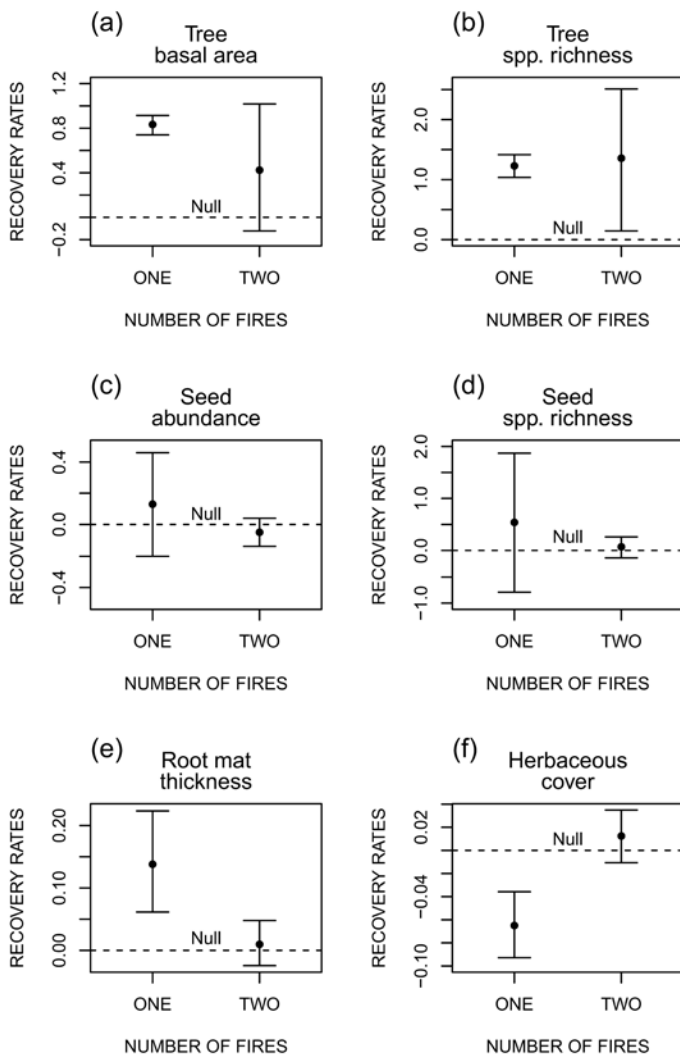 (a) Tree
basal area
RECOVERY RATES
1.2
0.8
0.4
−0.2
Null
ONE TWO
NUMBER OF FIRES
(b) Tree
spp. richness
RECOVERY RATES
2.0
1.0
0.0
Null
ONE TWO
NUMBER OF FIRES
(c) Seed
abundance
RECOVERY RATES
0.4
0.0
−0.4
Null
ONE TWO
NUMBER OF FIRES
(d) Seed
spp. richness
RECOVERY RATES
2.0
1.0
0.0
−1.0
Null
ONE TWO
NUMBER OF FIRES
(e) Root mat
thickness
RECOVERY RATES
0.20
0.10
0.00
Null
ONE TWO
NUMBER OF FIRES
(f) Herbaceous
cover
RECOVERY RATES
0.02
−0.04
−0.10
Null
ONE TWO
NUMBER OF FIRES